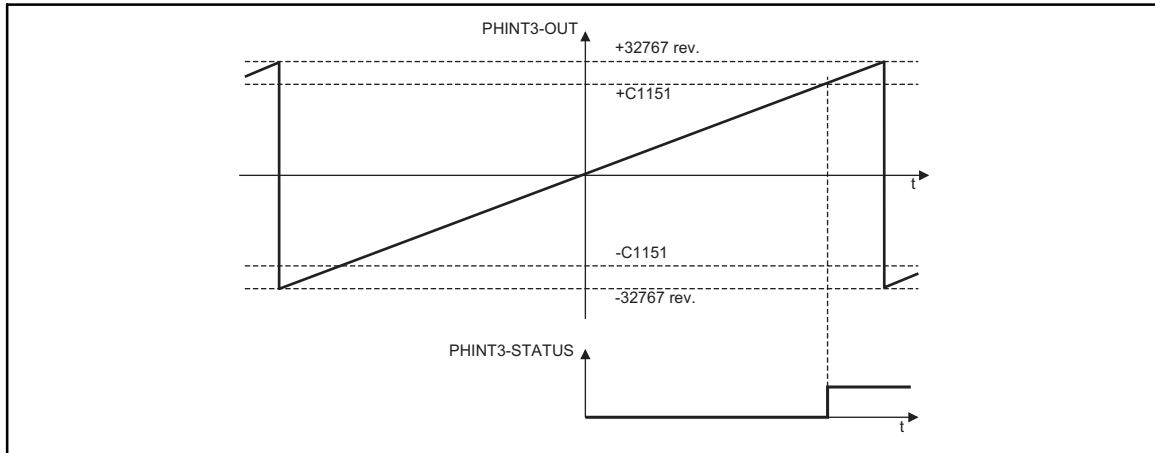 PHINT3-OUT
+32767 rev.
+C1151
t
-C1151
-32767 rev.
PHINT3-STATUS
t